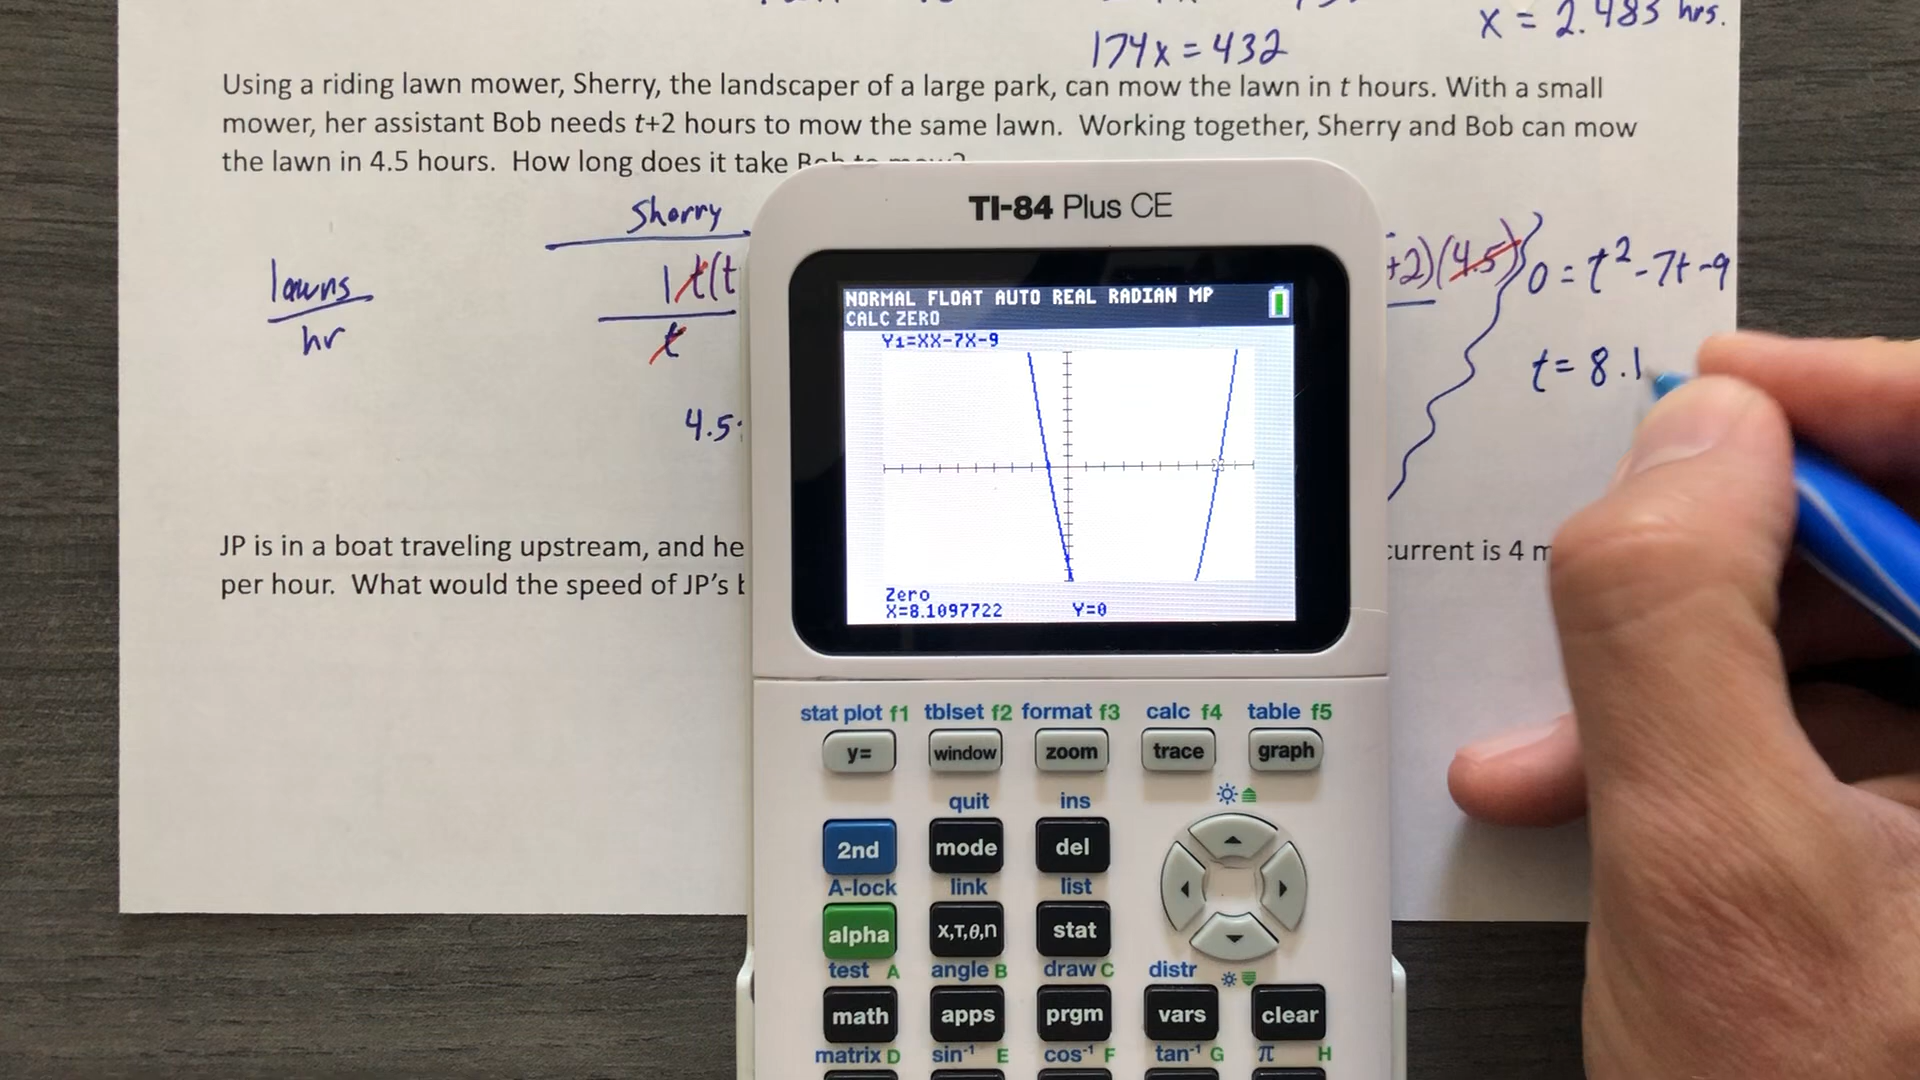 x = 2.483 hrs.
174x = 432
Using a riding lawn mower, Sherry, the landscaper of a large park, can mow the lawn in t hours. With a small
mower, her assistant Bob needs t+2 hours to mow the same lawn. Working together, Sherry and Bob can mow
the lawn in 4.5 hours. How long does it take Bob to mow?
Sherry
lawns
hr
1t(t
t
+2)(4.5)
0 = t²-7t-9
t= 8.1
4.5·
TI-84 Plus CE
NORMAL FLOAT AUTO REAL RADIAN MP
CALC ZERO
Y1=XX-7X-9
Zero
X=8.1097722 Y=0
JP is in a boat traveling upstream, and he
current is 4 m
per hour. What would the speed of JP's b
stat plot f1 tblset f2 format f3 calc f4 table f5
y= window zoom trace graph
quit ins
2nd mode del
A-lock link list
alpha X,T,θ,n stat
test A angle B draw C distr
math apps prgm vars clear
matrix D sin⁻¹ E cos⁻¹ F tan⁻¹ G π H